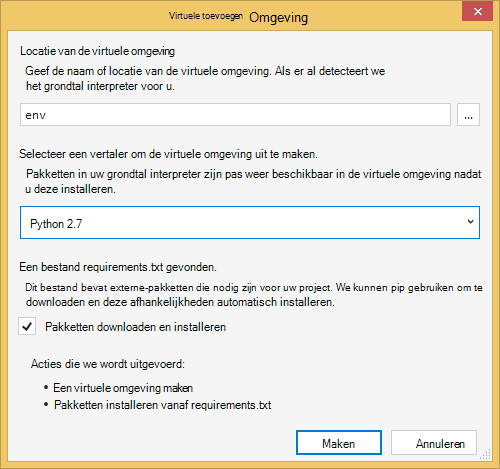 Virtuele toevoegen Omgeving
Locatie van de virtuele omgeving
Geef de naam of locatie van de virtuele omgeving. Als er al detecteert we
het grondtal interpreter voor u.
env
...
Selecteer een vertaler om de virtuele omgeving uit te maken.
Pakketten in uw grondtal interpreter zijn pas weer beschikbaar in de virtuele omgeving nadat
u deze installeren.
Python 2.7
Een bestand requirements.txt gevonden.
Dit bestand bevat externe-pakketten die nodig zijn voor uw project. We kunnen pip gebruiken om te
downloaden en deze afhankelijkheden automatisch installeren.
Pakketten downloaden en installeren
Acties die we wordt uitgevoerd:
• Een virtuele omgeving maken
• Pakketten installeren vanaf requirements.txt
Maken Annuleren